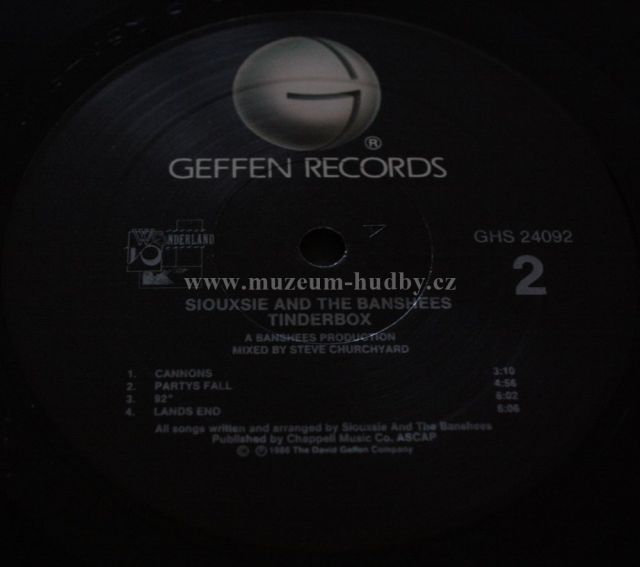 G
®
GEFFEN RECORDS
WONDERLAND
GHS 24092
2
www.muzeum-hudby.cz
SIOUXSIE AND THE BANSHEES
TINDERBOX
A BANSHEES PRODUCTION
MIXED BY STEVE CHURCHYARD
1. CANNONS 3:10
2. PARTYS FALL 4:56
3. 92° 6:02
4. LANDS END 6:06
All songs written and arranged by Siouxsie And The Banshees
Published by Chappell Music Co. ASCAP
© ℗ 1986 The David Geffen Company